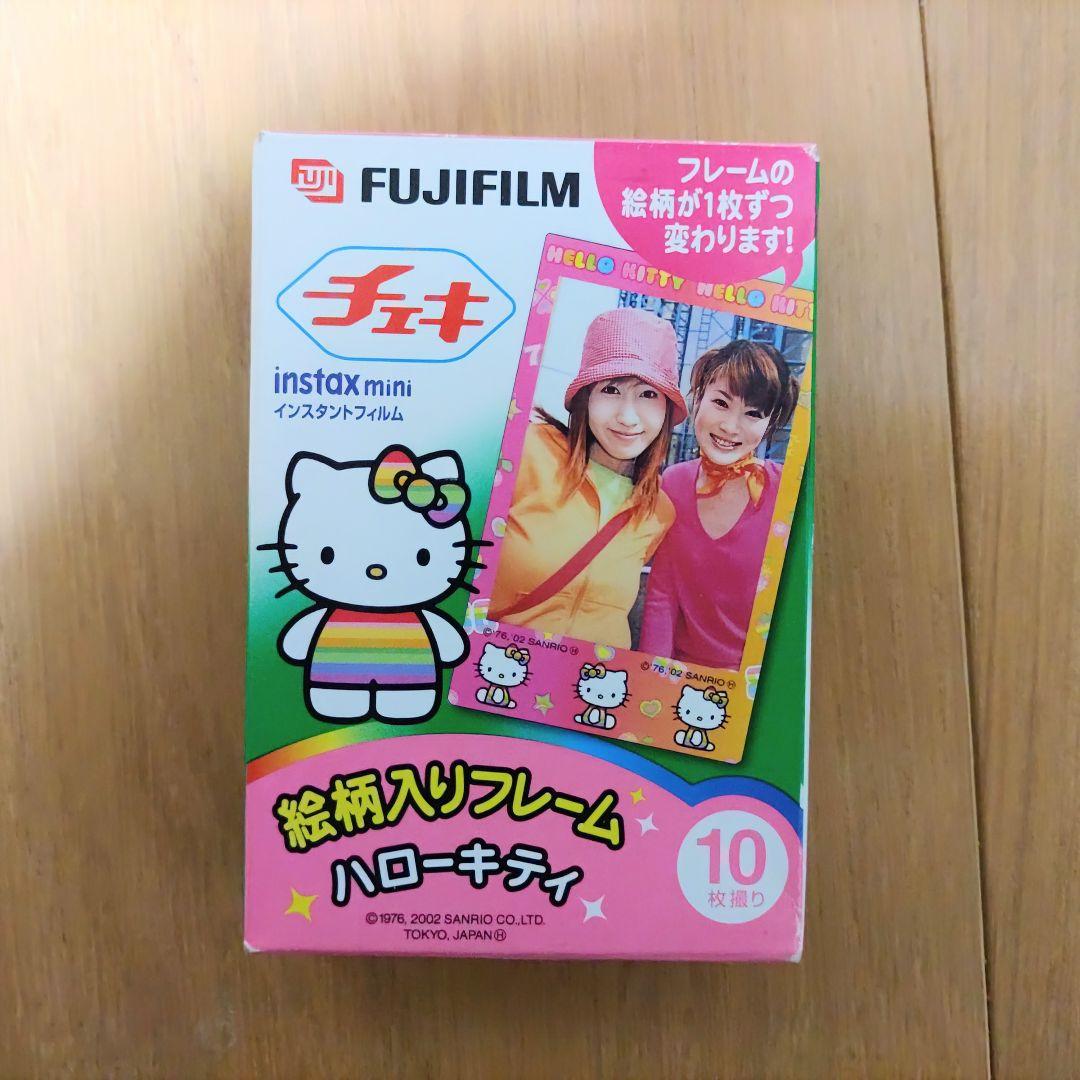 FUJI
FUJIFILM
フレームの
絵柄が1枚ずつ
変わります!
チェキ
instax mini
インスタントフィルム
HELLO KITTY HELLO KITTY
©'76,'02 SANRIO Ⓗ
©'76,'02 SANRIO Ⓗ
絵柄入りフレーム
ハローキティ
10
枚撮り
©1976, 2002 SANRIO CO.,LTD.
TOKYO, JAPAN Ⓗ